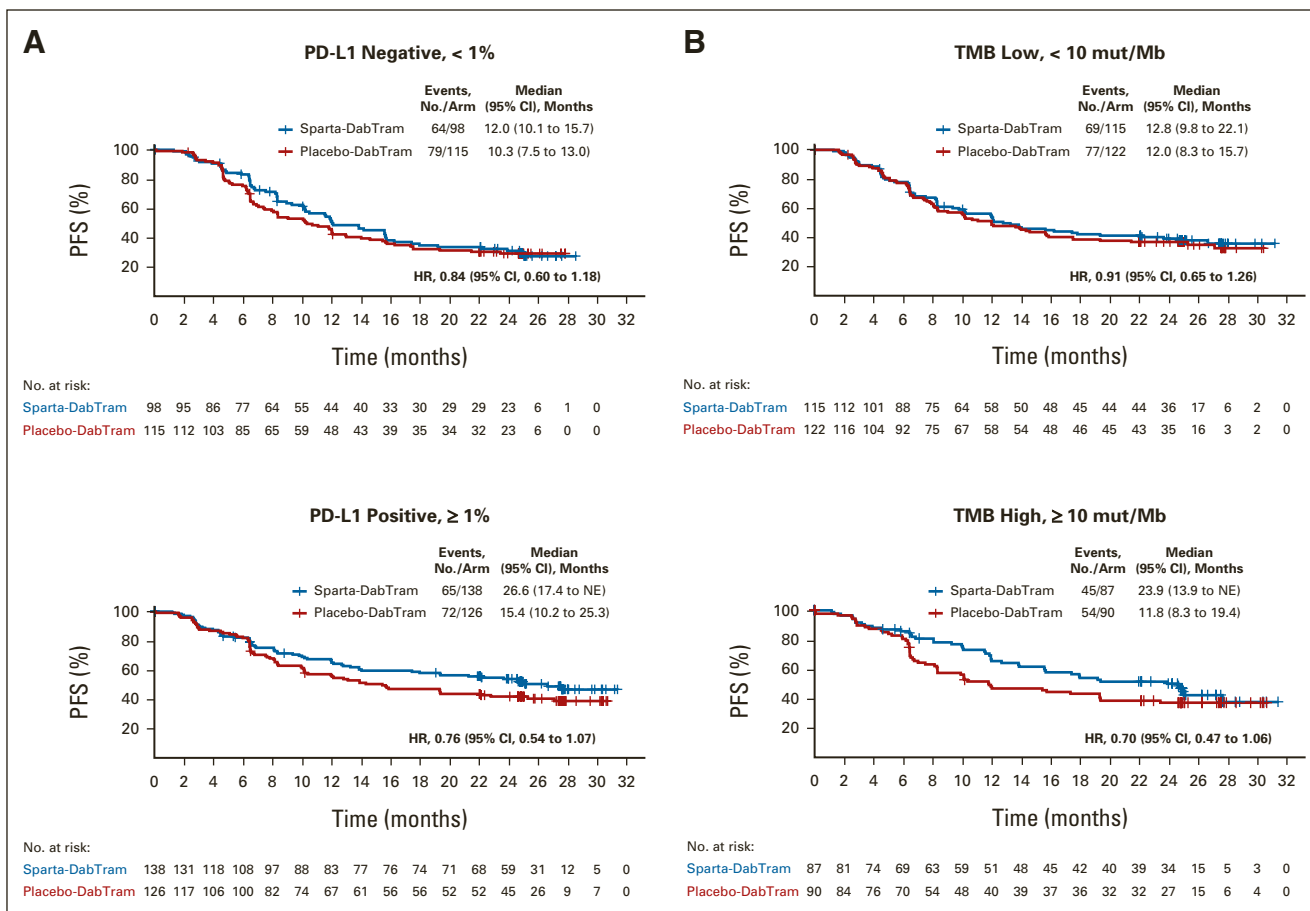 A
PD-L1 Negative, < 1%
Events, No./Arm Median (95% CI), Months
Sparta-DabTram 64/98 12.0 (10.1 to 15.7)
Placebo-DabTram 79/115 10.3 (7.5 to 13.0)
PFS (%)
100
80
60
40
20
HR, 0.84 (95% CI, 0.60 to 1.18)
0 2 4 6 8 10 12 14 16 18 20 22 24 26 28 30 32
Time (months)
No. at risk:
Sparta-DabTram 98 95 86 77 64 55 44 40 33 30 29 29 23 6 1 0
Placebo-DabTram 115 112 103 85 65 59 48 43 39 35 34 32 23 6 0 0
PD-L1 Positive, ≥ 1%
Events, No./Arm Median (95% CI), Months
Sparta-DabTram 65/138 26.6 (17.4 to NE)
Placebo-DabTram 72/126 15.4 (10.2 to 25.3)
PFS (%)
100
80
60
40
20
HR, 0.76 (95% CI, 0.54 to 1.07)
0 2 4 6 8 10 12 14 16 18 20 22 24 26 28 30 32
Time (months)
No. at risk:
Sparta-DabTram 138 131 118 108 97 88 83 77 76 74 71 68 59 31 12 5 0
Placebo-DabTram 126 117 106 100 82 74 67 61 56 56 52 52 45 26 9 7 0
B
TMB Low, < 10 mut/Mb
Events, No./Arm Median (95% CI), Months
Sparta-DabTram 69/115 12.8 (9.8 to 22.1)
Placebo-DabTram 77/122 12.0 (8.3 to 15.7)
PFS (%)
100
80
60
40
20
HR, 0.91 (95% CI, 0.65 to 1.26)
0 2 4 6 8 10 12 14 16 18 20 22 24 26 28 30 32
Time (months)
No. at risk:
Sparta-DabTram 115 112 101 88 75 64 58 50 48 45 44 44 36 17 6 2 0
Placebo-DabTram 122 116 104 92 75 67 58 54 48 46 45 43 35 16 3 2 0
TMB High, ≥ 10 mut/Mb
Events, No./Arm Median (95% CI), Months
Sparta-DabTram 45/87 23.9 (13.9 to NE)
Placebo-DabTram 54/90 11.8 (8.3 to 19.4)
PFS (%)
100
80
60
40
20
HR, 0.70 (95% CI, 0.47 to 1.06)
0 2 4 6 8 10 12 14 16 18 20 22 24 26 28 30 32
Time (months)
No. at risk:
Sparta-DabTram 87 81 74 69 63 59 51 48 45 42 40 39 34 15 5 3 0
Placebo-DabTram 90 84 76 70 54 48 40 39 37 36 32 32 27 15 6 4 0